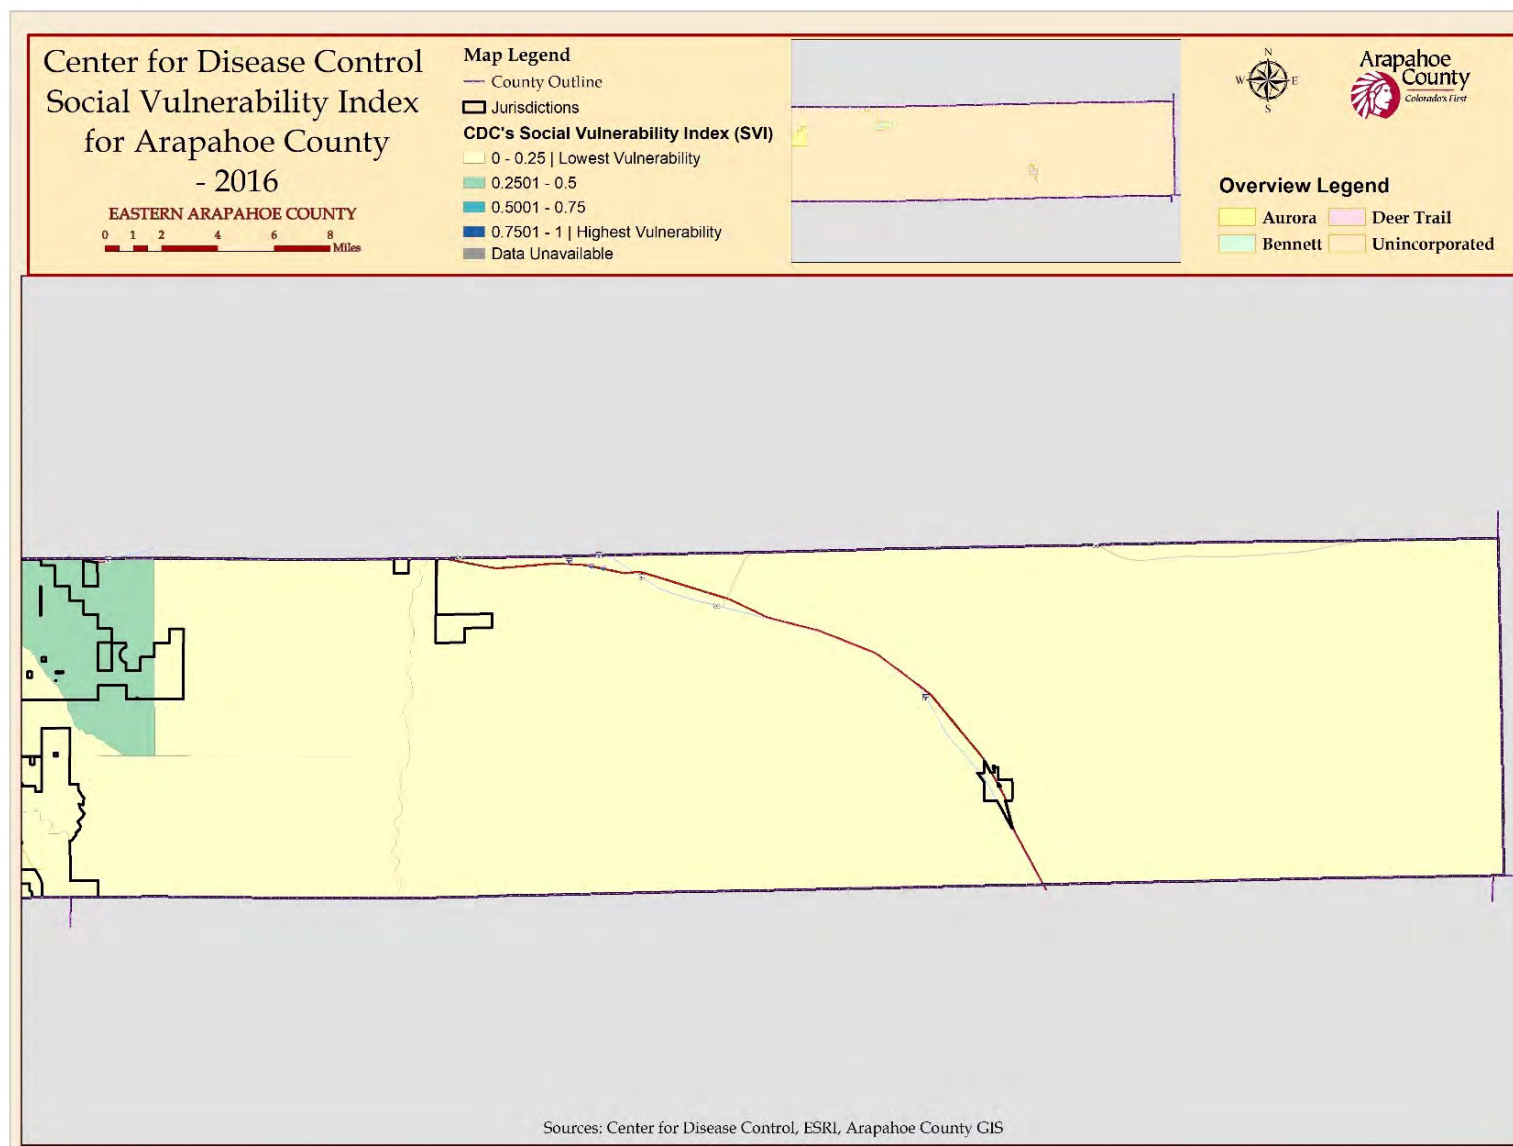 Center for Disease Control
Social Vulnerability Index
for Arapahoe County
- 2016
EASTERN ARAPAHOE COUNTY
0 1 2 4 6 8
Miles
Map Legend
County Outline
Jurisdictions
CDC's Social Vulnerability Index (SVI)
0 - 0.25 | Lowest Vulnerability
0.2501 - 0.5
0.5001 - 0.75
0.7501 - 1 | Highest Vulnerability
Data Unavailable
N
W E
S
Arapahoe
County
Colorado's First
Overview Legend
Aurora Deer Trail
Bennett Unincorporated
Sources: Center for Disease Control, ESRI, Arapahoe County GIS